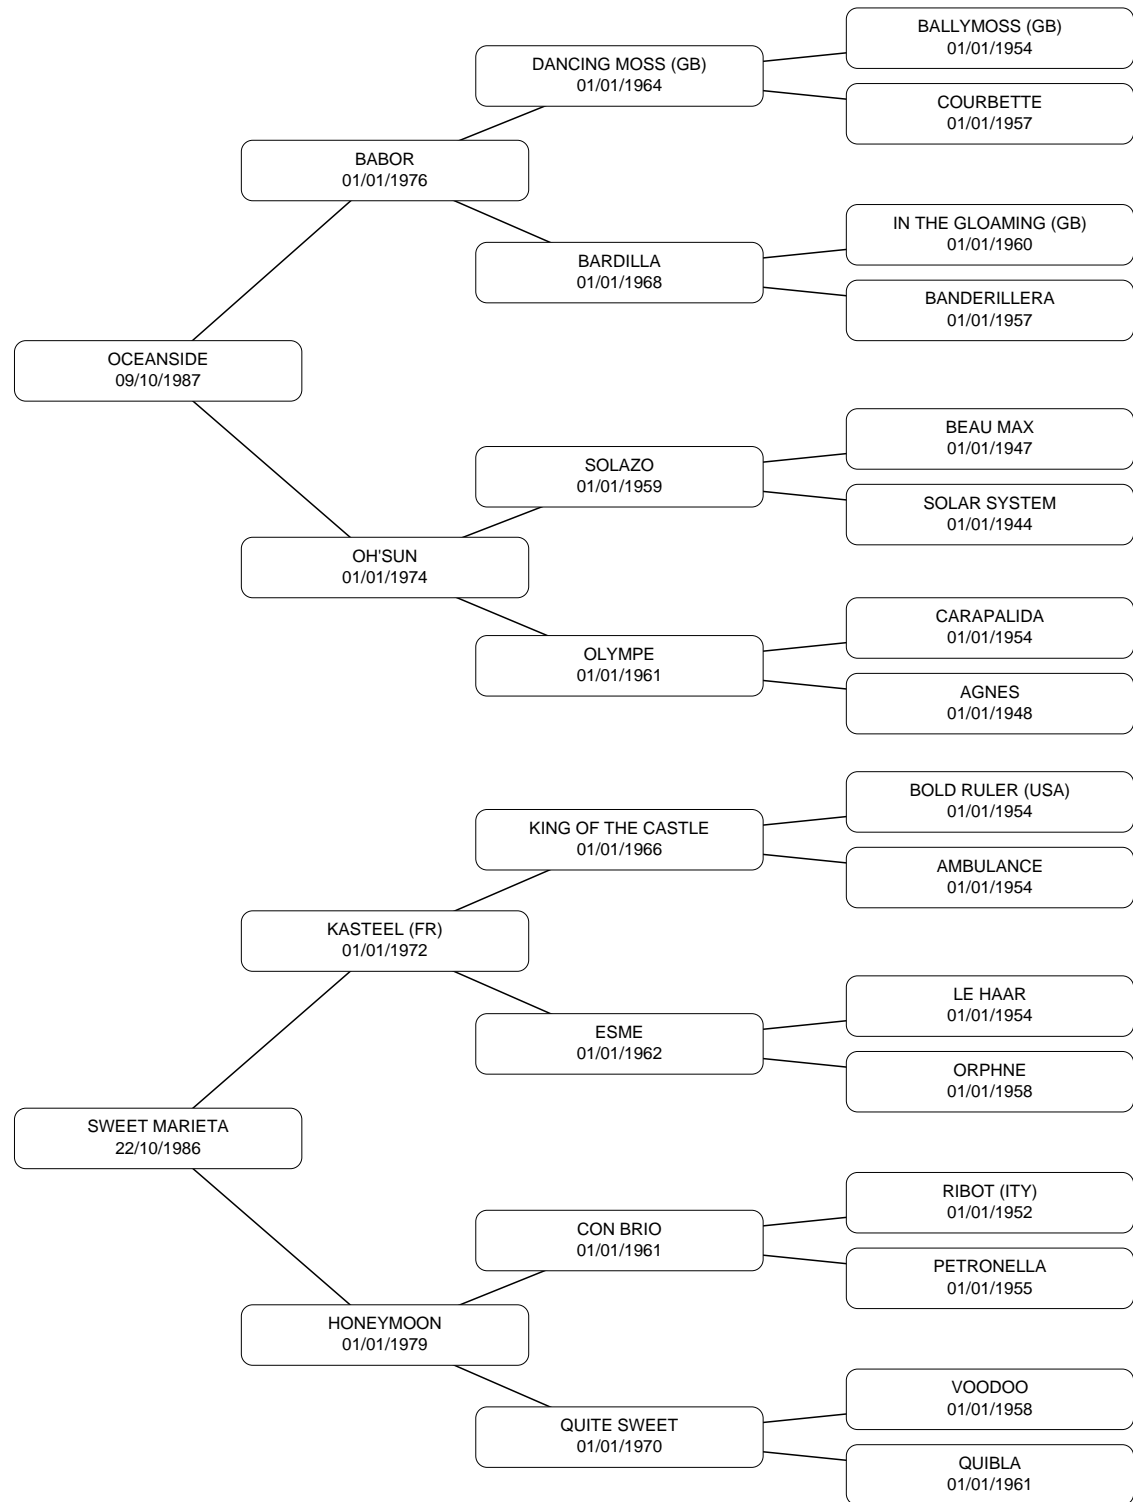 BALLYMOSS (GB)
01/01/1954
DANCING MOSS (GB)
01/01/1964
COURBETTE
01/01/1957
BABOR
01/01/1976
IN THE GLOAMING (GB)
01/01/1960
BARDILLA
01/01/1968
BANDERILLERA
01/01/1957
OCEANSIDE
09/10/1987
BEAU MAX
01/01/1947
SOLAZO
01/01/1959
SOLAR SYSTEM
01/01/1944
OH'SUN
01/01/1974
CARAPALIDA
01/01/1954
OLYMPE
01/01/1961
AGNES
01/01/1948
BOLD RULER (USA)
01/01/1954
KING OF THE CASTLE
01/01/1966
AMBULANCE
01/01/1954
KASTEEL (FR)
01/01/1972
LE HAAR
01/01/1954
ESME
01/01/1962
ORPHNE
01/01/1958
SWEET MARIETA
22/10/1986
RIBOT (ITY)
01/01/1952
CON BRIO
01/01/1961
PETRONELLA
01/01/1955
HONEYMOON
01/01/1979
VOODOO
01/01/1958
QUITE SWEET
01/01/1970
QUIBLA
01/01/1961